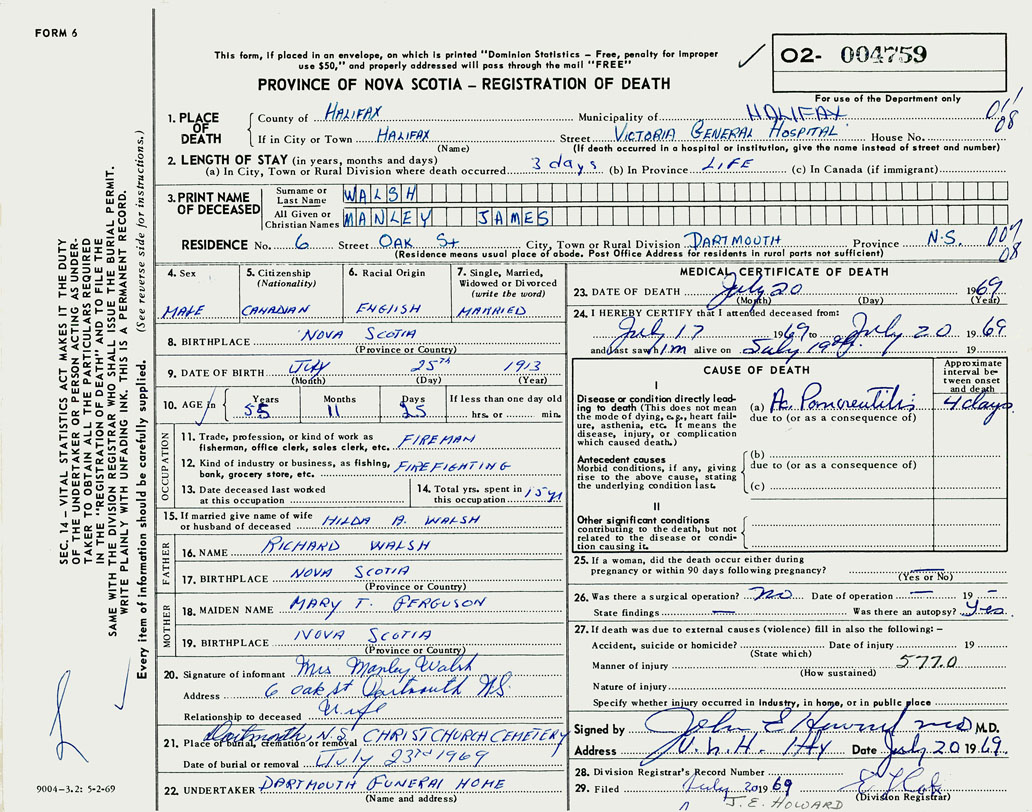 FORM 6
This form, if placed in an envelope, on which is printed "Dominion Statistics – Free, penalty for improper
use $50," and properly addressed will pass through the mail "FREE"
O2- 004759
PROVINCE OF NOVA SCOTIA – REGISTRATION OF DEATH
For use of the Department only
1. PLACE OF DEATH
County of HALIFAX Municipality of HALIFAX
If in City or Town HALIFAX Street VICTORIA GENERAL HOSPITAL House No.
(Name) (If death occurred in a hospital or institution, give the name instead of street and number)
08
2. LENGTH OF STAY (in years, months and days)
(a) In City, Town or Rural Division where death occurred 3 days (b) In Province LIFE (c) In Canada (if immigrant)
3. PRINT NAME OF DECEASED
Surname or Last Name WALSH
All Given or Christian Names MANLEY JAMES
RESIDENCE No. 6 Street OAK St City, Town or Rural Division DARTMOUTH Province N.S.
(Residence means usual place of abode. Post Office Address for residents in rural parts not sufficient)
08
4. Sex 5. Citizenship (Nationality) 6. Racial Origin 7. Single, Married, Widowed or Divorced (write the word)
MALE CANADIAN ENGLISH MARRIED
8. BIRTHPLACE NOVA SCOTIA
(Province or Country)
9. DATE OF BIRTH JULY 25TH 1913
(Month) (Day) (Year)
10. AGE in Years Months Days If less than one day old
55 11 25 hrs. or min.
OCCUPATION
11. Trade, profession, or kind of work as fisherman, office clerk, sales clerk, etc. FIREMAN
12. Kind of industry or business, as fishing, bank, grocery store, etc. FIREFIGHTING
13. Date deceased last worked at this occupation 14. Total yrs. spent in this occupation 15 yr
15. If married give name of wife or husband of deceased HILDA A. WALSH
FATHER
16. NAME RICHARD WALSH
17. BIRTHPLACE NOVA SCOTIA
(Province or Country)
MOTHER
18. MAIDEN NAME MARY T. FERGUSON
19. BIRTHPLACE NOVA SCOTIA
(Province or Country)
20. Signature of informant Mrs Manley Walsh
Address 6 oak st Dartmouth N.S.
Relationship to deceased Wife
21. Place of burial, cremation or removal Dartmouth, N.S. CHRIST CHURCH CEMETERY
Date of burial or removal July 23rd 1969
22. UNDERTAKER DARTMOUTH FUNERAL HOME
(Name and address)
MEDICAL CERTIFICATE OF DEATH
23. DATE OF DEATH July 20 1969
(Month) (Day) (Year)
24. I HEREBY CERTIFY that I attended deceased from:
July 17 1969 to July 20 1969
and last saw him alive on July 19 19
CAUSE OF DEATH
Approximate interval between onset and death
I
Disease or condition directly leading to death (This does not mean the mode of dying, e.g., heart failure, asthenia, etc. It means the disease, injury, or complication which caused death.)
(a) Ac Pancreatitis 4 days
due to (or as a consequence of)
Antecedent causes
Morbid conditions, if any, giving rise to the above cause, stating the underlying condition last.
(b)
due to (or as a consequence of)
(c)
II
Other significant conditions
contributing to the death, but not related to the disease or condition causing it.
25. If a woman, did the death occur either during pregnancy or within 90 days following pregnancy? —
(Yes or No)
26. Was there a surgical operation? no Date of operation — 19 –
State findings — Was there an autopsy? Yes
27. If death was due to external causes (violence) fill in also the following: –
Accident, suicide or homicide? Date of injury 19
(State which)
Manner of injury 577.0
(How sustained)
Nature of injury
Specify whether injury occurred in Industry, in home, or in public place
Signed by John E Howard MD M.D.
Address V.G.H. Hfx Date July 20 1969
28. Division Registrar's Record Number
29. Filed July 20 1969
(Division Registrar)
J. E. HOWARD
SEC. 14 – VITAL STATISTICS ACT MAKES IT THE DUTY
OF THE UNDERTAKER OR PERSON ACTING AS UNDER-
TAKER TO OBTAIN ALL THE PARTICULARS REQUIRED
IN THE "REGISTRATION OF DEATH" AND TO FILE THE
SAME WITH THE DIVISION REGISTRAR WHO SHALL ISSUE THE BURIAL PERMIT.
WRITE PLAINLY WITH UNFADING INK. THIS IS A PERMANENT RECORD.
Every item of information should be carefully supplied. (See reverse side for instructions.)
9004-3.2: 5-2-69